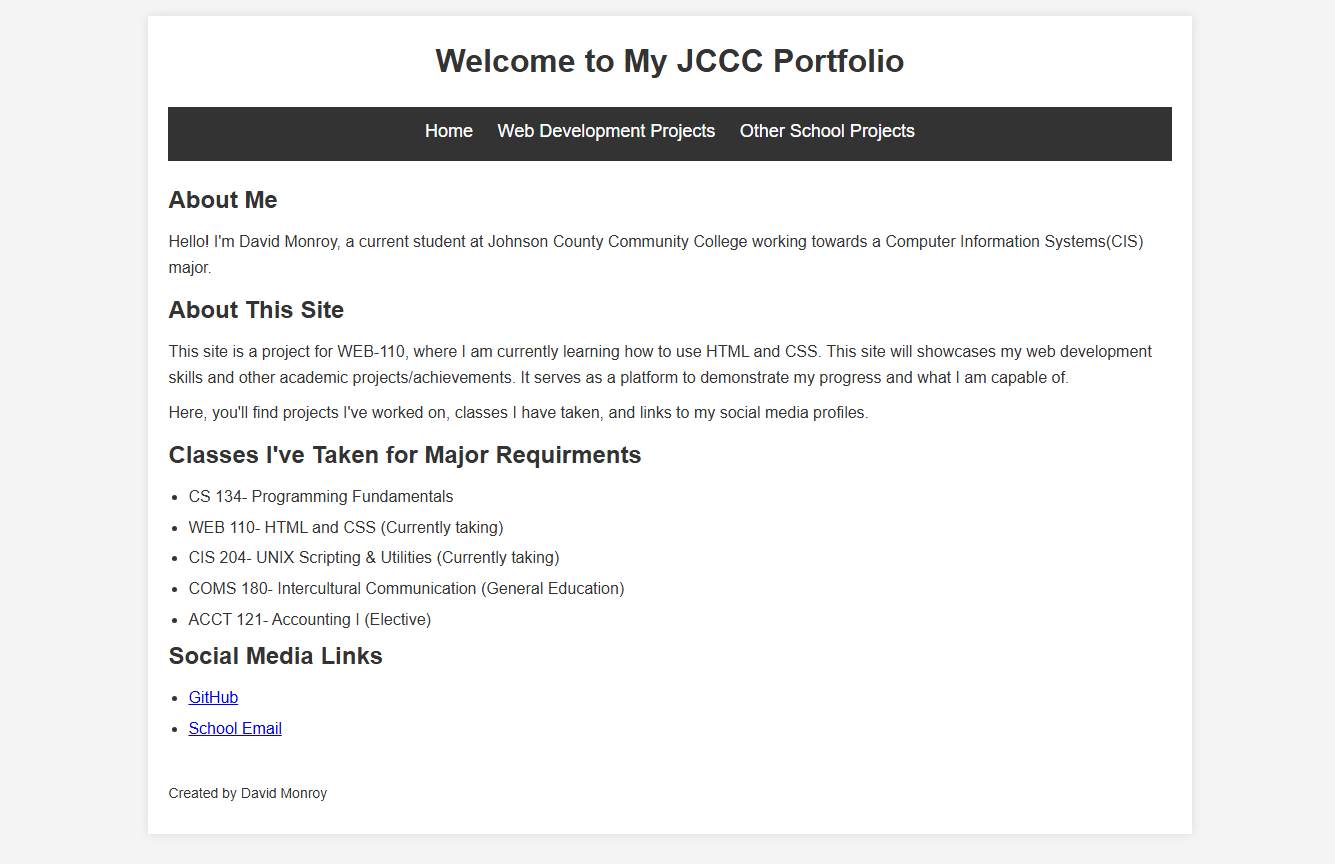 Welcome to My JCCC Portfolio
Home Web Development Projects Other School Projects
About Me
Hello! I'm David Monroy, a current student at Johnson County Community College working towards a Computer Information Systems(CIS)
major.
About This Site
This site is a project for WEB-110, where I am currently learning how to use HTML and CSS. This site will showcases my web development
skills and other academic projects/achievements. It serves as a platform to demonstrate my progress and what I am capable of.
Here, you'll find projects I've worked on, classes I have taken, and links to my social media profiles.
Classes I've Taken for Major Requirments
CS 134- Programming Fundamentals
WEB 110- HTML and CSS (Currently taking)
CIS 204- UNIX Scripting & Utilities (Currently taking)
COMS 180- Intercultural Communication (General Education)
ACCT 121- Accounting I (Elective)
Social Media Links
GitHub
School Email
Created by David Monroy